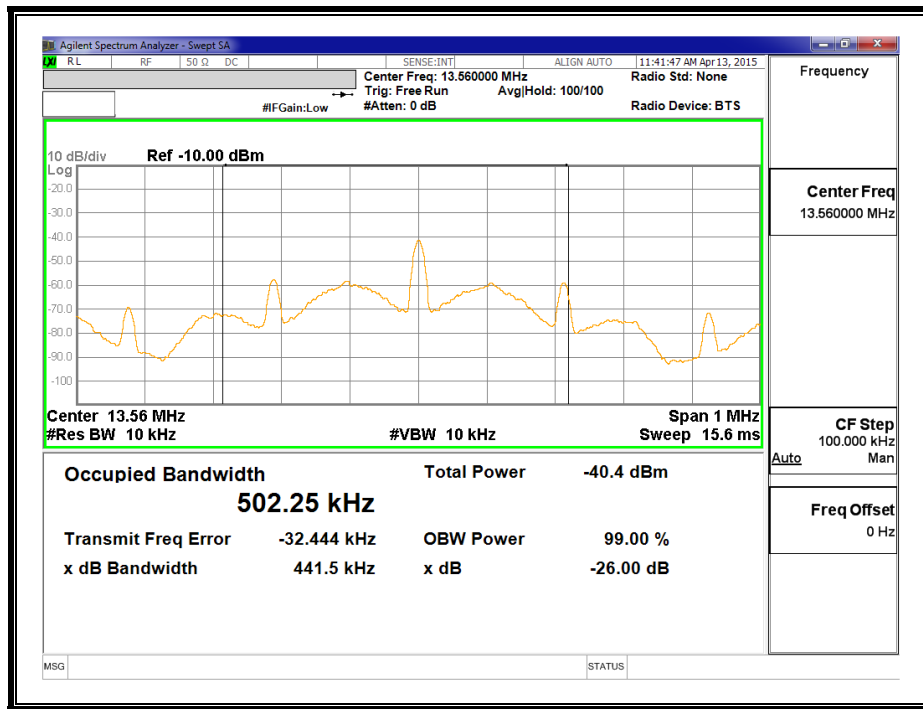 Agilent Spectrum Analyzer - Swept SA
LXI RL RF 50 Ω DC SENSE:INT ALIGN AUTO 11:41:47 AM Apr 13, 2015
Center Freq: 13.560000 MHz Radio Std: None
Trig: Free Run Avg|Hold: 100/100
#IFGain:Low #Atten: 0 dB Radio Device: BTS
10 dB/div Ref -10.00 dBm
Log
-20.0
-30.0
-40.0
-50.0
-60.0
-70.0
-80.0
-90.0
-100
Center 13.56 MHz Span 1 MHz
#Res BW 10 kHz #VBW 10 kHz Sweep 15.6 ms
Occupied Bandwidth Total Power -40.4 dBm
502.25 kHz
Transmit Freq Error -32.444 kHz OBW Power 99.00 %
x dB Bandwidth 441.5 kHz x dB -26.00 dB
MSG STATUS
Frequency
Center Freq
13.560000 MHz
CF Step
100.000 kHz
Auto Man
Freq Offset
0 Hz